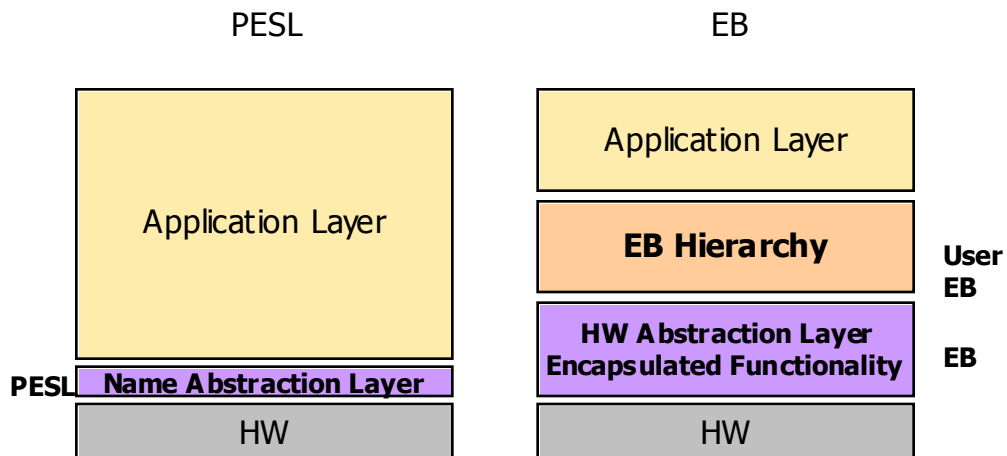 PESL
EB
Application Layer
PESL
Name Abstraction Layer
HW
Application Layer
EB Hierarchy
User
EB
HW Abstraction Layer
Encapsulated Functionality
EB
HW